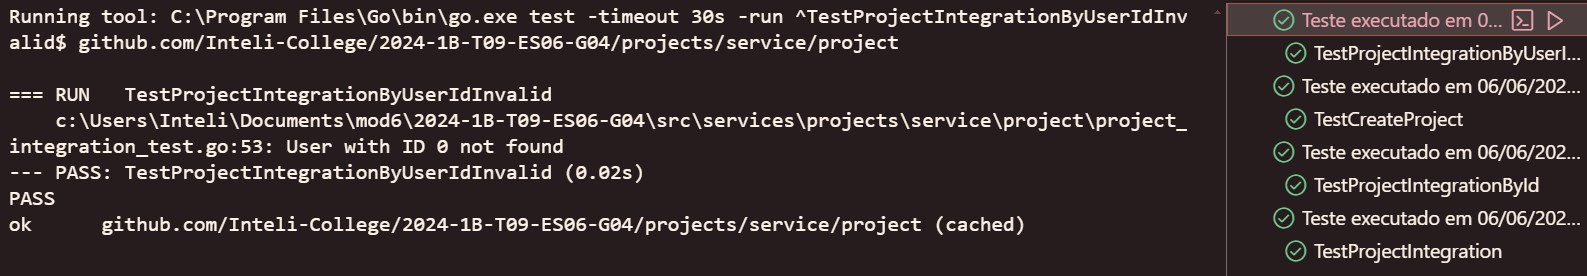 Running tool: C:\Program Files\Go\bin\go.exe test -timeout 30s -run ^TestProjectIntegrationByUserIdInv
alid$ github.com/Inteli-College/2024-1B-T09-ES06-G04/projects/service/project
=== RUN   TestProjectIntegrationByUserIdInvalid
    c:\Users\Inteli\Documents\mod6\2024-1B-T09-ES06-G04\src\services\projects\service\project\project_
integration_test.go:53: User with ID 0 not found
--- PASS: TestProjectIntegrationByUserIdInvalid (0.02s)
PASS
ok      github.com/Inteli-College/2024-1B-T09-ES06-G04/projects/service/project (cached)
Teste executado em 0...
TestProjectIntegrationByUserI...
Teste executado em 06/06/202...
TestCreateProject
Teste executado em 06/06/202...
TestProjectIntegrationById
Teste executado em 06/06/202...
TestProjectIntegration